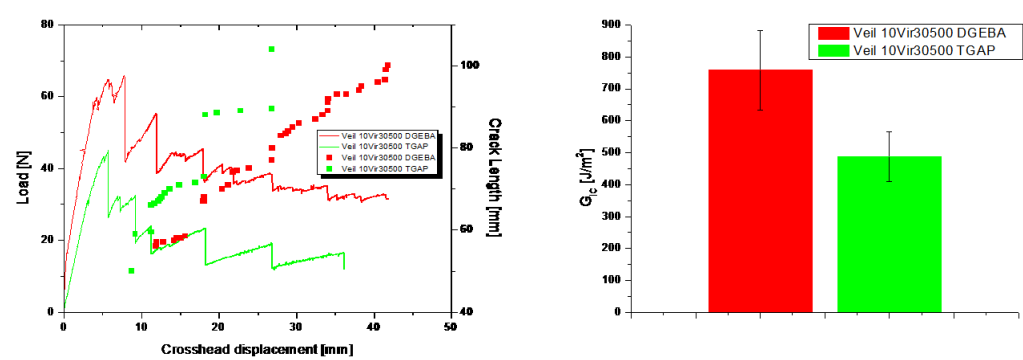 80
60
40
20
0
Load [N]
0
10
20
30
40
50
Crosshead displacement [mm]
100
80
60
40
Crack Length [mm]
Veil 10Vir30500 DGEBA
Veil 10Vir30500 TGAP
Veil 10Vir30500 DGEBA
Veil 10Vir30500 TGAP
900
800
700
600
500
400
300
200
100
0
G_IC [J/m²]
Veil 10Vir30500 DGEBA
Veil 10Vir30500 TGAP